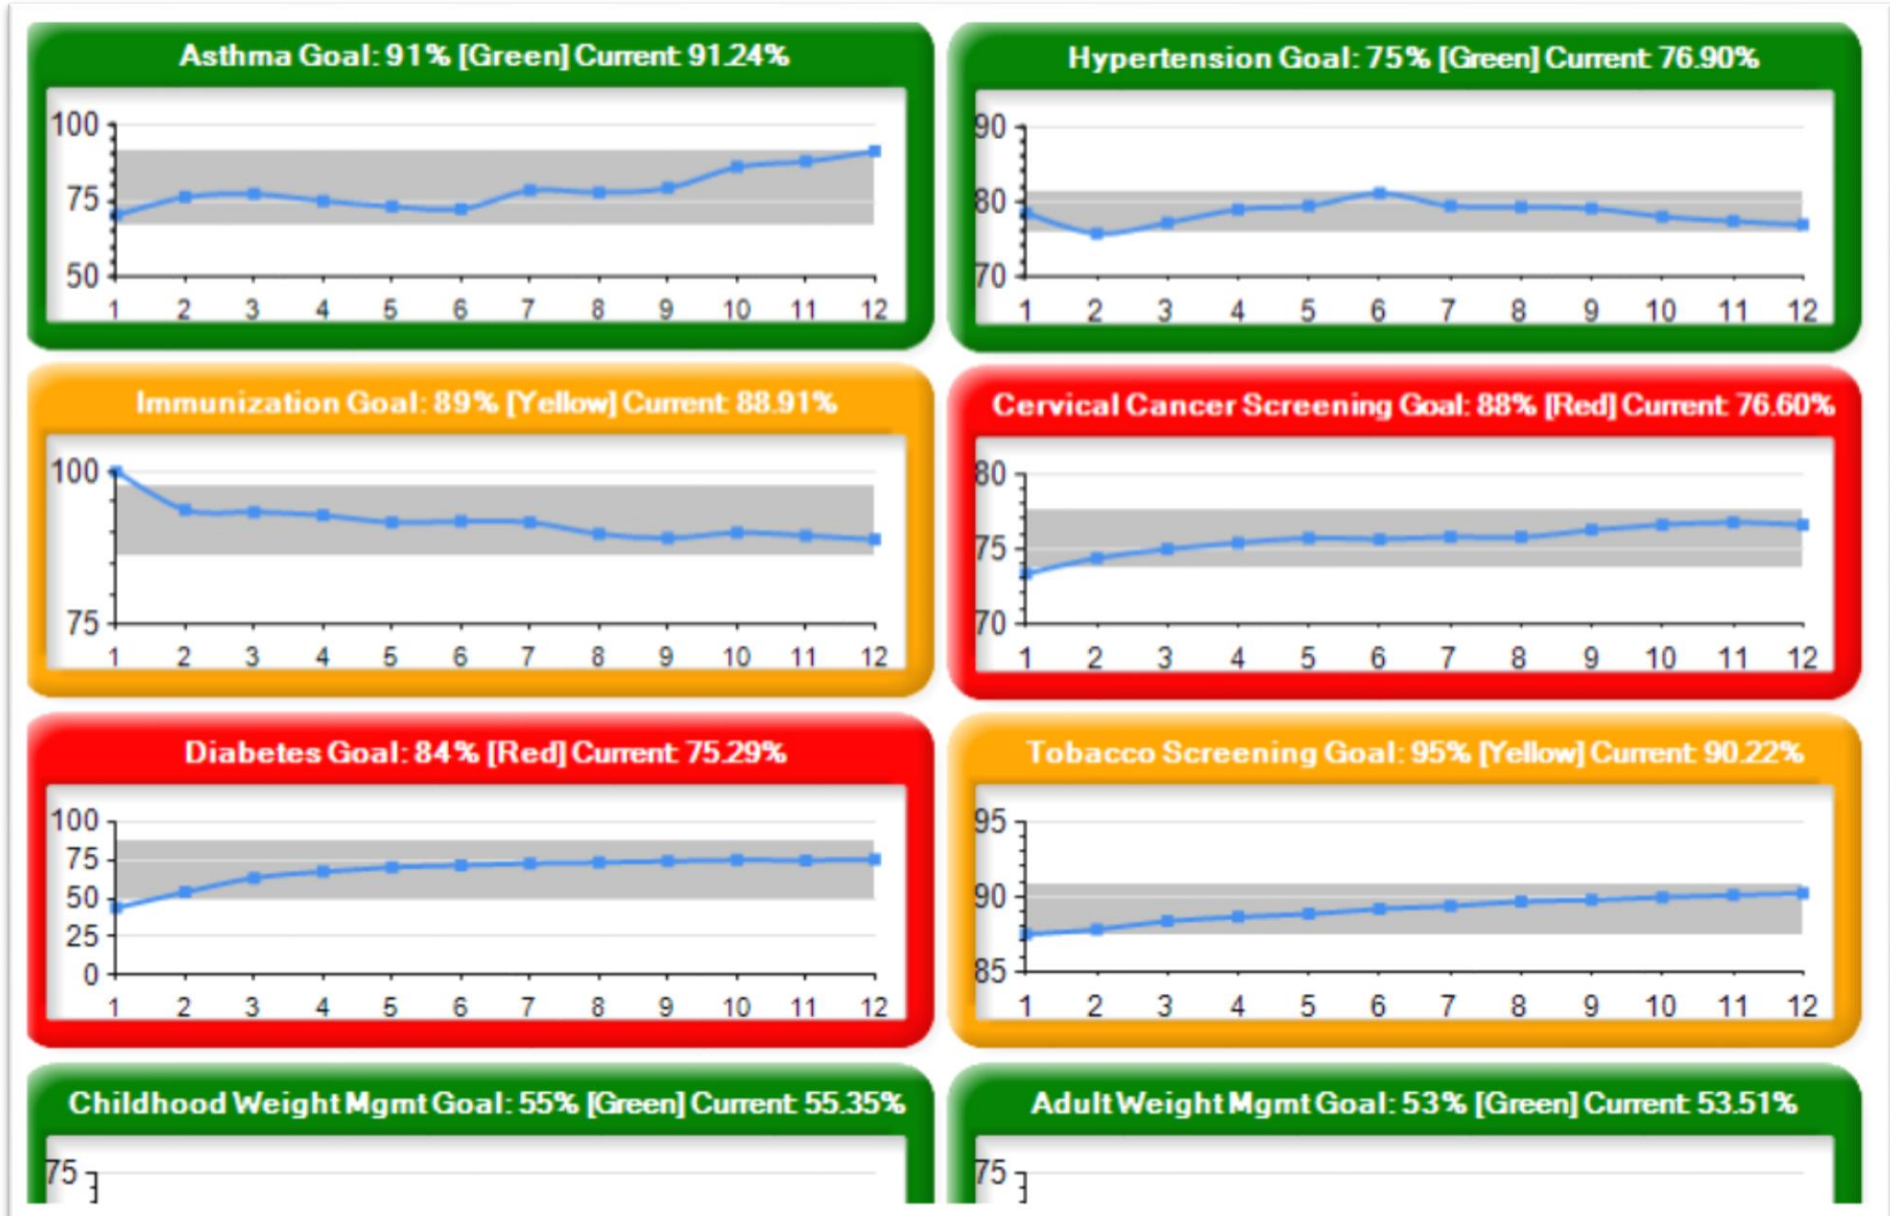 Asthma Goal: 91% [Green] Current: 91.24%
100
75
50
1 2 3 4 5 6 7 8 9 10 11 12
Hypertension Goal: 75% [Green] Current: 76.90%
90
80
70
1 2 3 4 5 6 7 8 9 10 11 12
Immunization Goal: 89% [Yellow] Current: 88.91%
100
75
1 2 3 4 5 6 7 8 9 10 11 12
Cervical Cancer Screening Goal: 88% [Red] Current: 76.60%
80
75
70
1 2 3 4 5 6 7 8 9 10 11 12
Diabetes Goal: 84% [Red] Current: 75.29%
100
75
50
25
0
1 2 3 4 5 6 7 8 9 10 11 12
Tobacco Screening Goal: 95% [Yellow] Current: 90.22%
95
90
85
1 2 3 4 5 6 7 8 9 10 11 12
Childhood Weight Mgmt Goal: 55% [Green] Current: 55.35%
75
Adult Weight Mgmt Goal: 53% [Green] Current: 53.51%
75